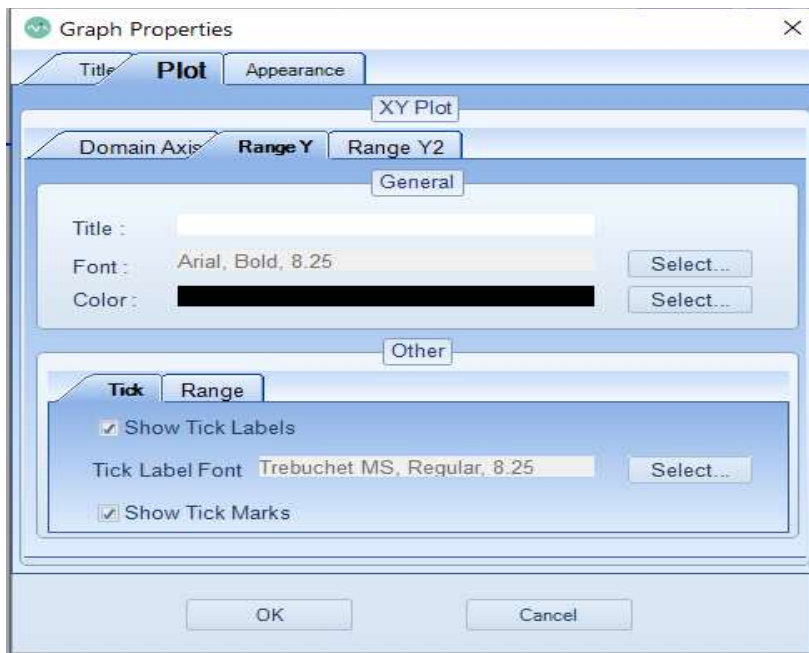 Graph Properties
Title Plot Appearance
XY Plot
Domain Axis Range Y Range Y2
General
Title :
Font : Arial, Bold, 8.25 Select...
Color : Select...
Other
Tick Range
Show Tick Labels
Tick Label Font Trebuchet MS, Regular, 8.25 Select...
Show Tick Marks
OK Cancel